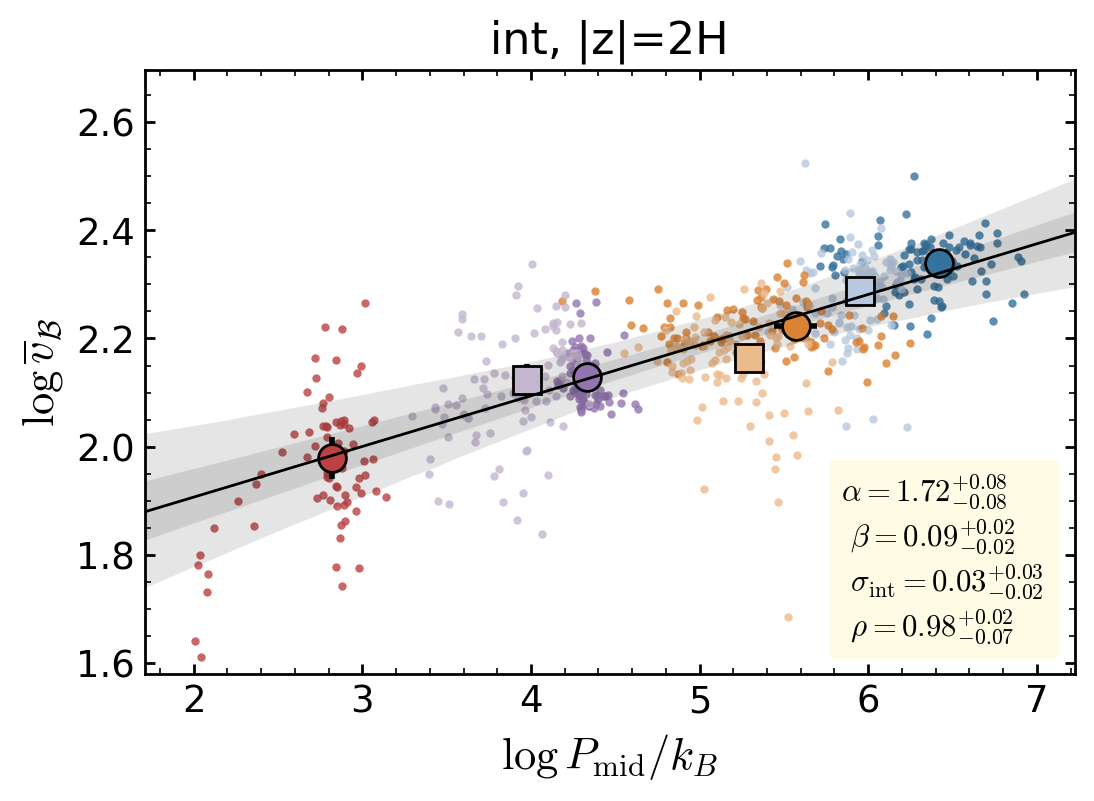 int, |z|=2H
2.6
2.4
2.2
2.0
1.8
1.6
log v̅_ℬ
α = 1.72^{+0.08}_{−0.08}
β = 0.09^{+0.02}_{−0.02}
σ_int = 0.03^{+0.03}_{−0.02}
ρ = 0.98^{+0.02}_{−0.07}
2 3 4 5 6 7
log P_mid/k_B